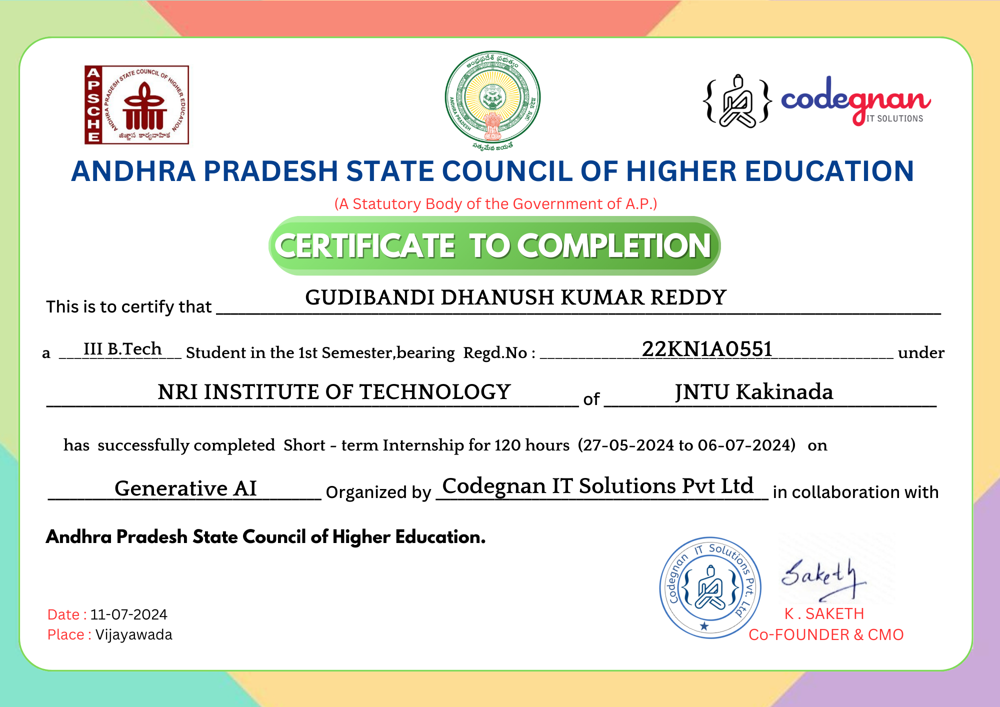 APSCHE
ANDHRA PRADESH STATE COUNCIL OF HIGHER EDUCATION
జిజ్ఞాస కార్యవాహిక
ఆంధ్రప్రదేశ్ ప్రభుత్వం
ANDHRA PRADESH
आंध्र प्रदेश
సత్యమేవ జయతే
codegnan
IT SOLUTIONS
ANDHRA PRADESH STATE COUNCIL OF HIGHER EDUCATION
(A Statutory Body of the Government of A.P.)
CERTIFICATE TO COMPLETION
This is to certify that GUDIBANDI DHANUSH KUMAR REDDY
a III B.Tech Student in the 1st Semester,bearing Regd.No : 22KN1A0551 under
NRI INSTITUTE OF TECHNOLOGY of JNTU Kakinada
has successfully completed Short - term Internship for 120 hours (27-05-2024 to 06-07-2024) on
Generative AI Organized by Codegnan IT Solutions Pvt Ltd in collaboration with
Andhra Pradesh State Council of Higher Education.
Codegnan IT Solutions Pvt. Ltd
Saketh
Date : 11-07-2024
Place : Vijayawada
K . SAKETH
Co-FOUNDER & CMO